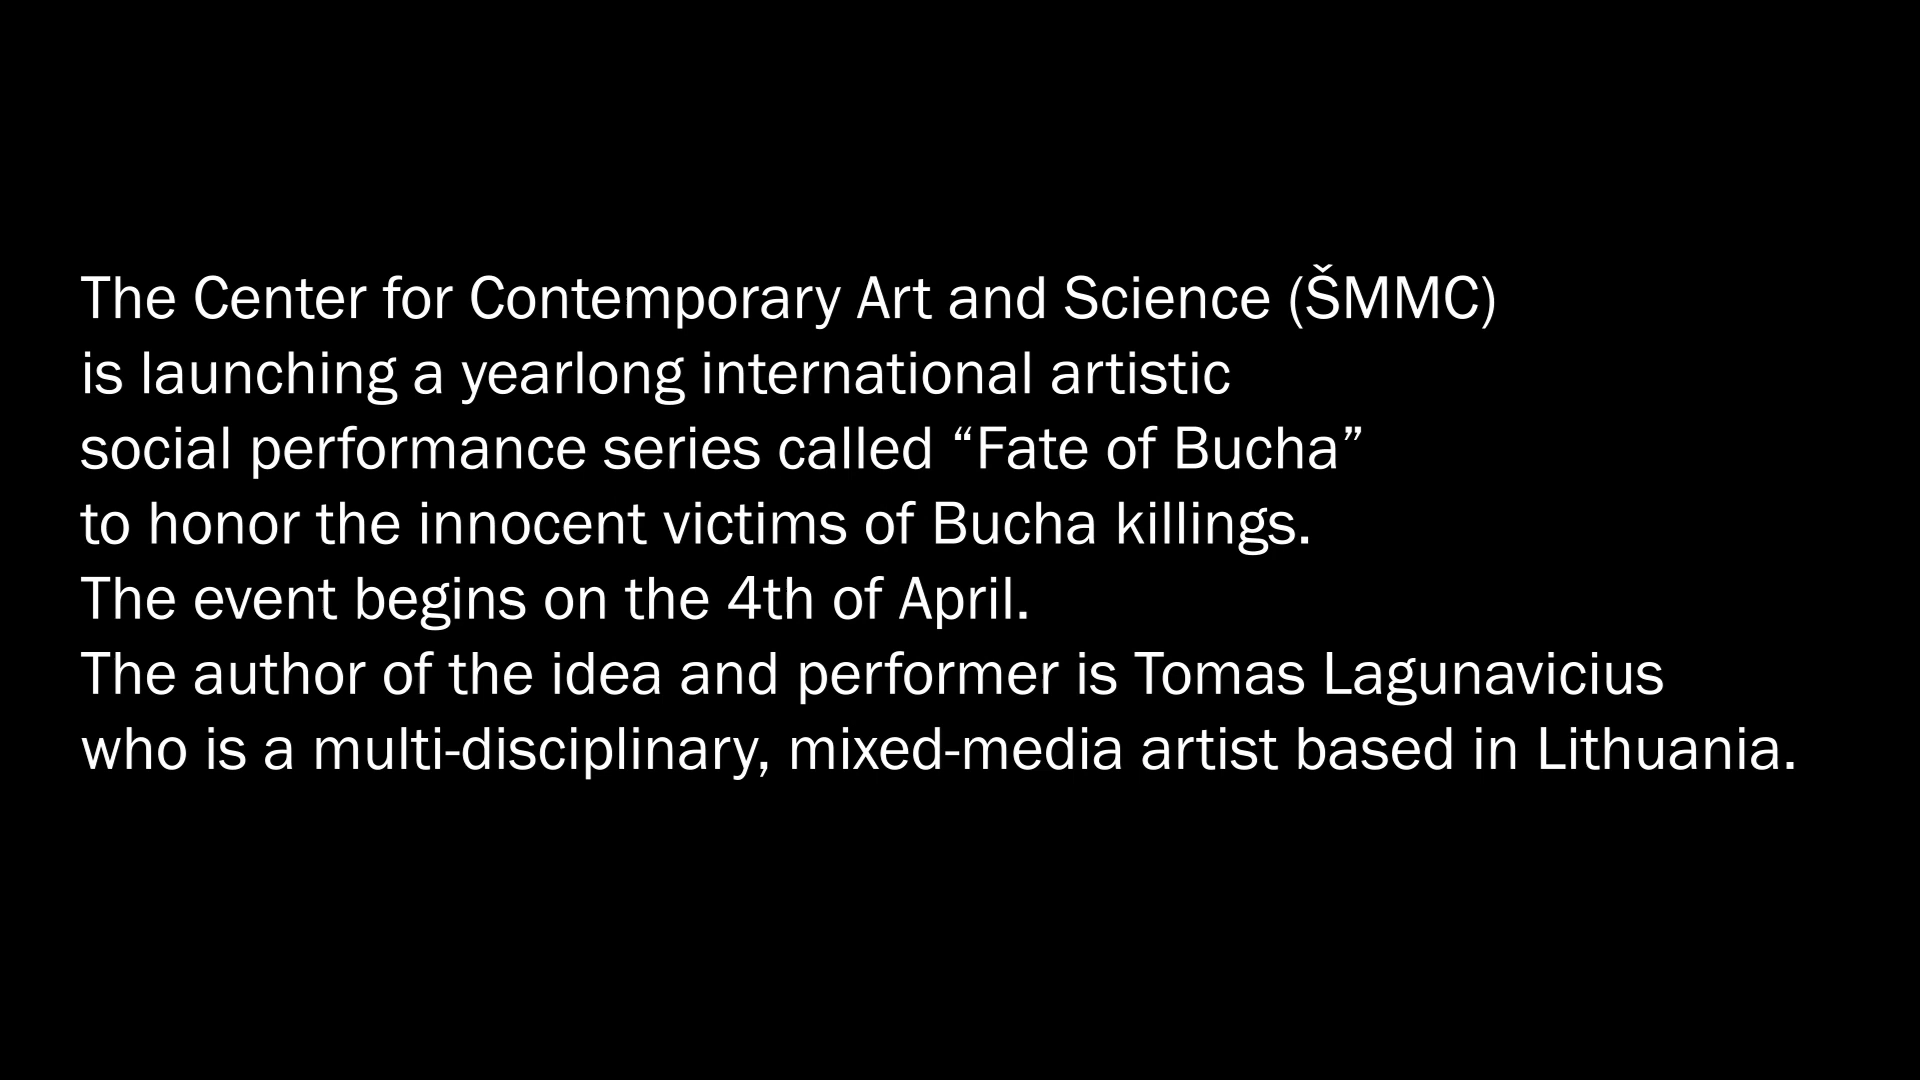 The Center for Contemporary Art and Science (ŠMMC)
is launching a yearlong international artistic
social performance series called “Fate of Bucha”
to honor the innocent victims of Bucha killings.
The event begins on the 4th of April.
The author of the idea and performer is Tomas Lagunavicius
who is a multi-disciplinary, mixed-media artist based in Lithuania.